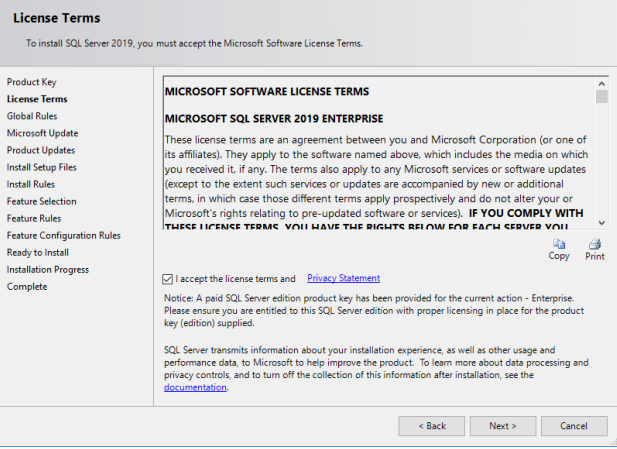 License Terms
To install SQL Server 2019, you must accept the Microsoft Software License Terms.
Product Key
License Terms
Global Rules
Microsoft Update
Product Updates
Install Setup Files
Install Rules
Feature Selection
Feature Rules
Feature Configuration Rules
Ready to Install
Installation Progress
Complete
MICROSOFT SOFTWARE LICENSE TERMS
MICROSOFT SQL SERVER 2019 ENTERPRISE
These license terms are an agreement between you and Microsoft Corporation (or one of
its affiliates). They apply to the software named above, which includes the media on which
you received it, if any. The terms also apply to any Microsoft services or software updates
(except to the extent such services or updates are accompanied by new or additional
terms, in which case those different terms apply prospectively and do not alter your or
Microsoft's rights relating to pre-updated software or services). IF YOU COMPLY WITH
THESE LICENSE TERMS, YOU HAVE THE RIGHTS BELOW FOR EACH SERVER YOU
Copy
Print
I accept the license terms and Privacy Statement
Notice: A paid SQL Server edition product key has been provided for the current action - Enterprise.
Please ensure you are entitled to this SQL Server edition with proper licensing in place for the product
key (edition) supplied.
SQL Server transmits information about your installation experience, as well as other usage and
performance data, to Microsoft to help improve the product. To learn more about data processing and
privacy controls, and to turn off the collection of this information after installation, see the
documentation.
< Back
Next >
Cancel